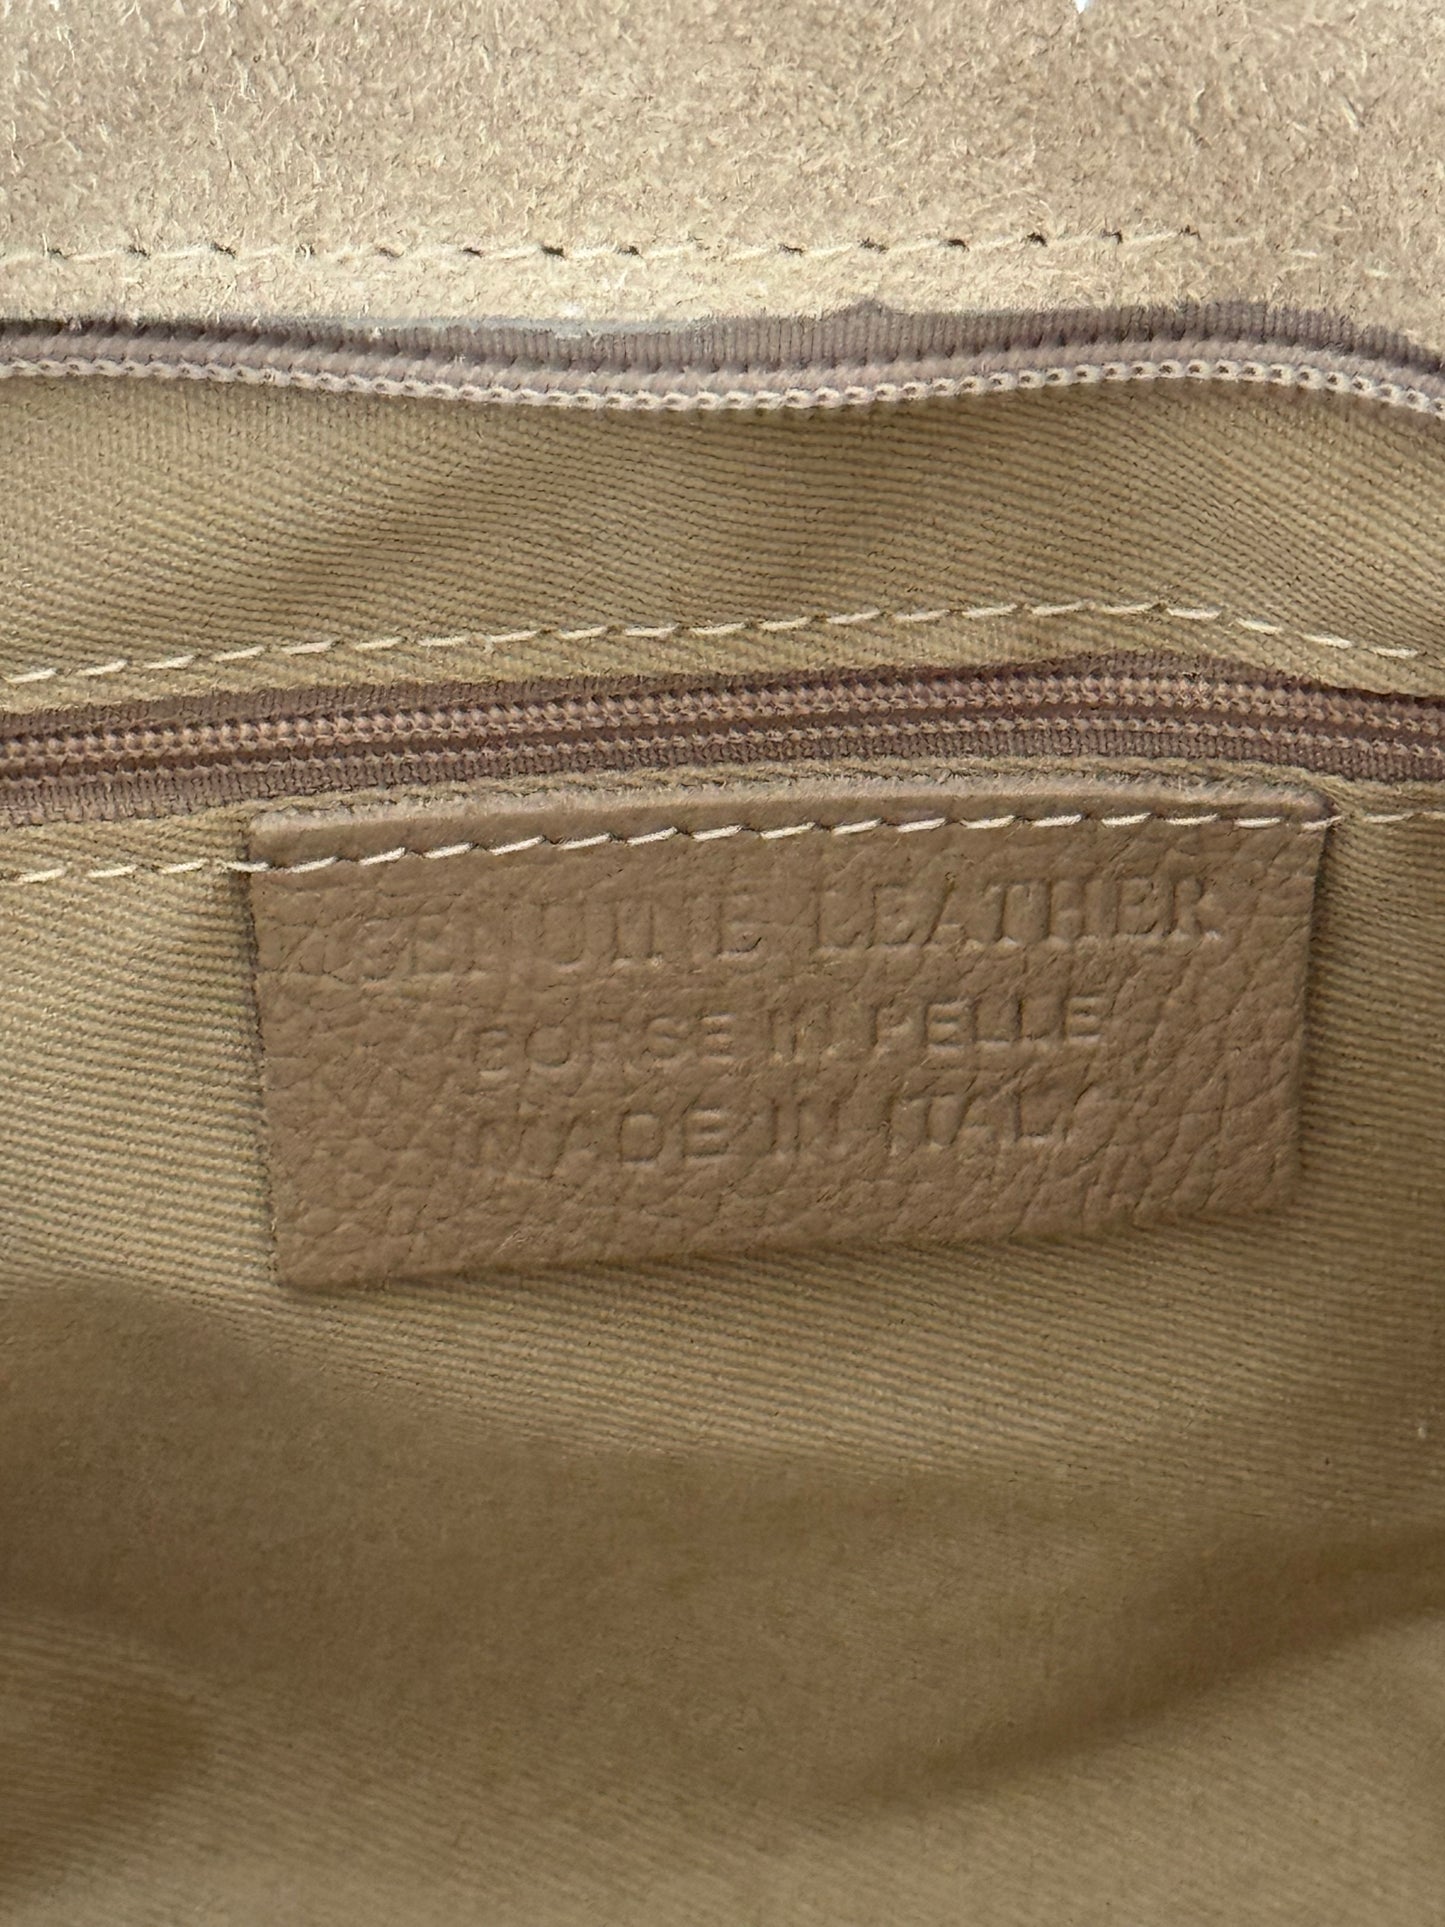 GENUINE LEATHER
BORSE IN PELLE
MADE IN ITALY